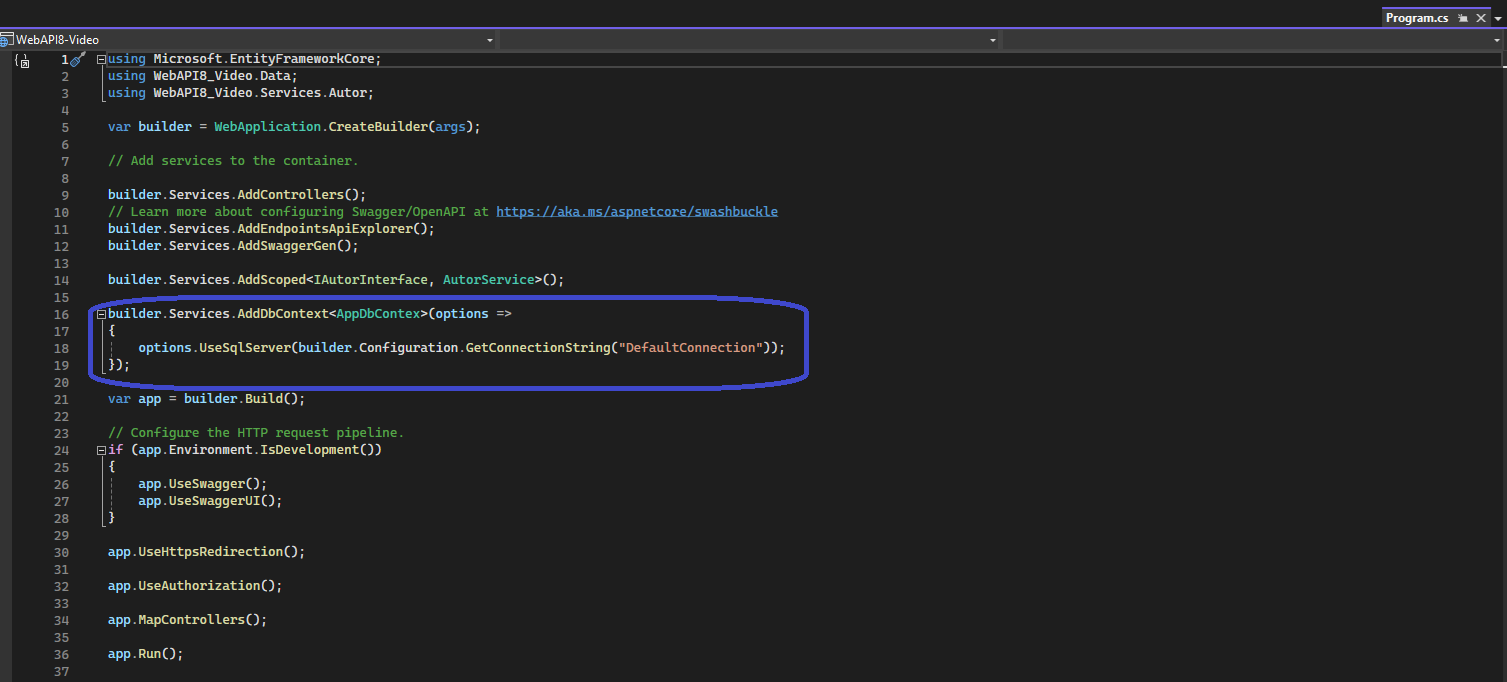 Program.cs
WebAPI8-Video
1 using Microsoft.EntityFrameworkCore;
2 using WebAPI8_Video.Data;
3 using WebAPI8_Video.Services.Autor;
4
5 var builder = WebApplication.CreateBuilder(args);
6
7 // Add services to the container.
8
9 builder.Services.AddControllers();
10 // Learn more about configuring Swagger/OpenAPI at https://aka.ms/aspnetcore/swashbuckle
11 builder.Services.AddEndpointsApiExplorer();
12 builder.Services.AddSwaggerGen();
13
14 builder.Services.AddScoped<IAutorInterface, AutorService>();
15
16 builder.Services.AddDbContext<AppDbContex>(options =>
17 {
18     options.UseSqlServer(builder.Configuration.GetConnectionString("DefaultConnection"));
19 });
20
21 var app = builder.Build();
22
23 // Configure the HTTP request pipeline.
24 if (app.Environment.IsDevelopment())
25 {
26     app.UseSwagger();
27     app.UseSwaggerUI();
28 }
29
30 app.UseHttpsRedirection();
31
32 app.UseAuthorization();
33
34 app.MapControllers();
35
36 app.Run();
37